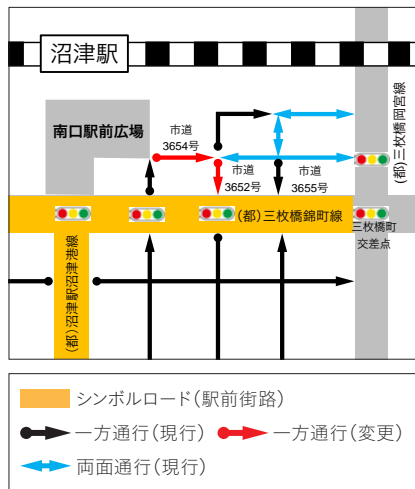 沼津駅
南口駅前広場
市道
3654号
市道
3652号
3655号
(都)三枚橋岡宮線
(都)三枚橋錦町線
三枚橋町
交差点
(都)沼津駅沼津港線
シンボルロード(駅前街路)
一方通行(現行)
一方通行(変更)
両面通行(現行)